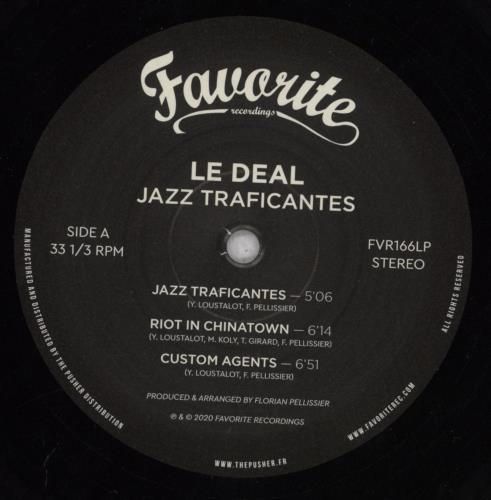 Favorite
recordings
LE DEAL
JAZZ TRAFICANTES
SIDE A
33 1/3 RPM
FVR166LP
STEREO
JAZZ TRAFICANTES — 5'06
(Y. LOUSTALOT, F. PELLISSIER)
RIOT IN CHINATOWN — 6'14
(Y. LOUSTALOT, M. KOLY, T. GIRARD, F. PELLISSIER)
CUSTOM AGENTS — 6'51
(Y. LOUSTALOT, F. PELLISSIER)
PRODUCED & ARRANGED BY FLORIAN PELLISSIER
℗ & © 2020 FAVORITE RECORDINGS
MANUFACTURED AND DISTRIBUTED BY THE PUSHER DISTRIBUTION
WWW.THEPUSHER.FR
WWW.FAVORITEREC.COM
ALL RIGHTS RESERVED